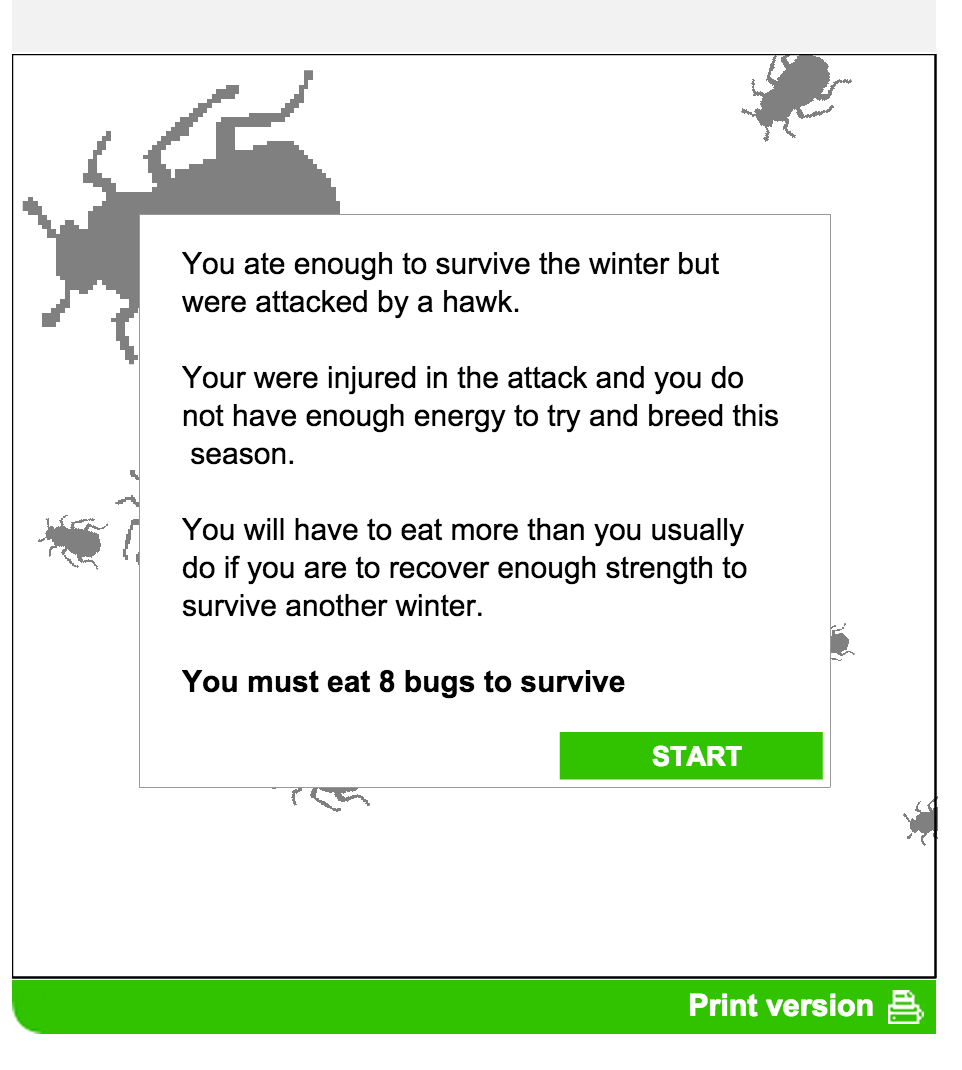 You ate enough to survive the winter but
were attacked by a hawk.
Your were injured in the attack and you do
not have enough energy to try and breed this
season.
You will have to eat more than you usually
do if you are to recover enough strength to
survive another winter.
You must eat 8 bugs to survive
START
Print version